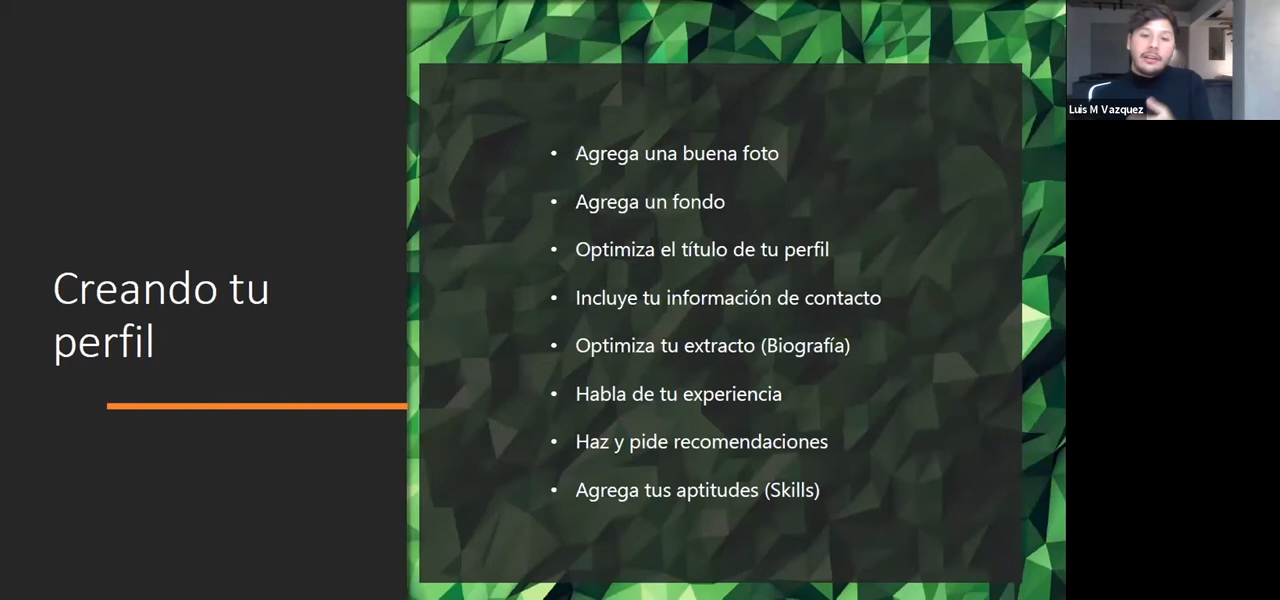 Creando tu
perfil
• Agrega una buena foto
• Agrega un fondo
• Optimiza el título de tu perfil
• Incluye tu información de contacto
• Optimiza tu extracto (Biografía)
• Habla de tu experiencia
• Haz y pide recomendaciones
• Agrega tus aptitudes (Skills)
Luis M Vazquez